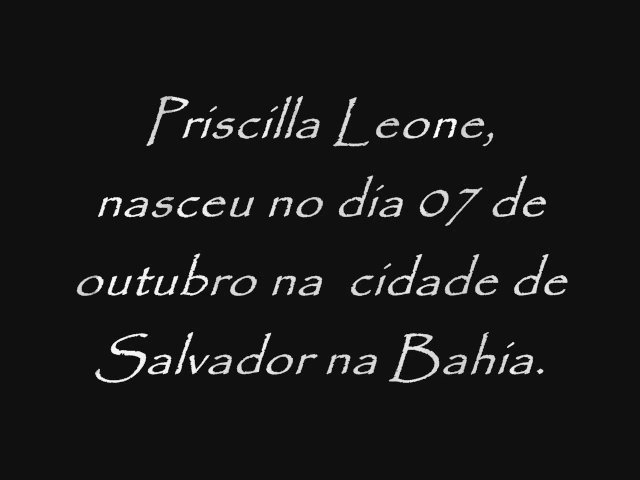 Priscilla Leone,
nasceu no dia 07 de
outubro na cidade de
Salvador na Bahia.